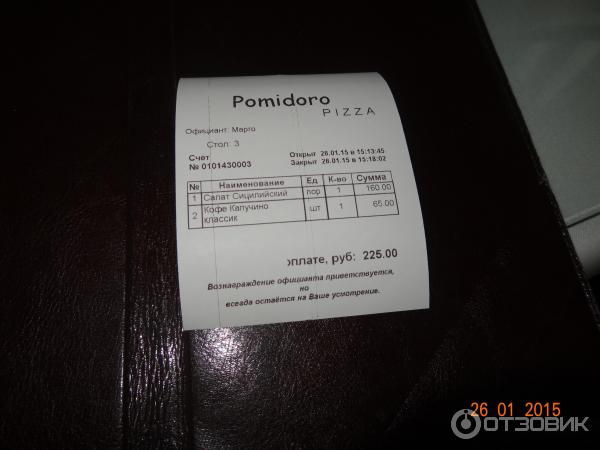 Pomidoro
PIZZA
Официант: Марго
Стол: 3
Счет
№ 0101430003
Открыт 26.01.15 в 15:13:45
Закрыт 26.01.15 в 15:18:02
№ Наименование Ед К-во Сумма
1 Салат Сицилийский пор 1 160.00
2 Кофе Капучино классик шт 1 65.00
оплате, руб: 225.00
Вознаграждение официанта приветствуется,
но
всегда остаётся на Ваше усмотрение.
26 01 2015
ОТЗОВИК